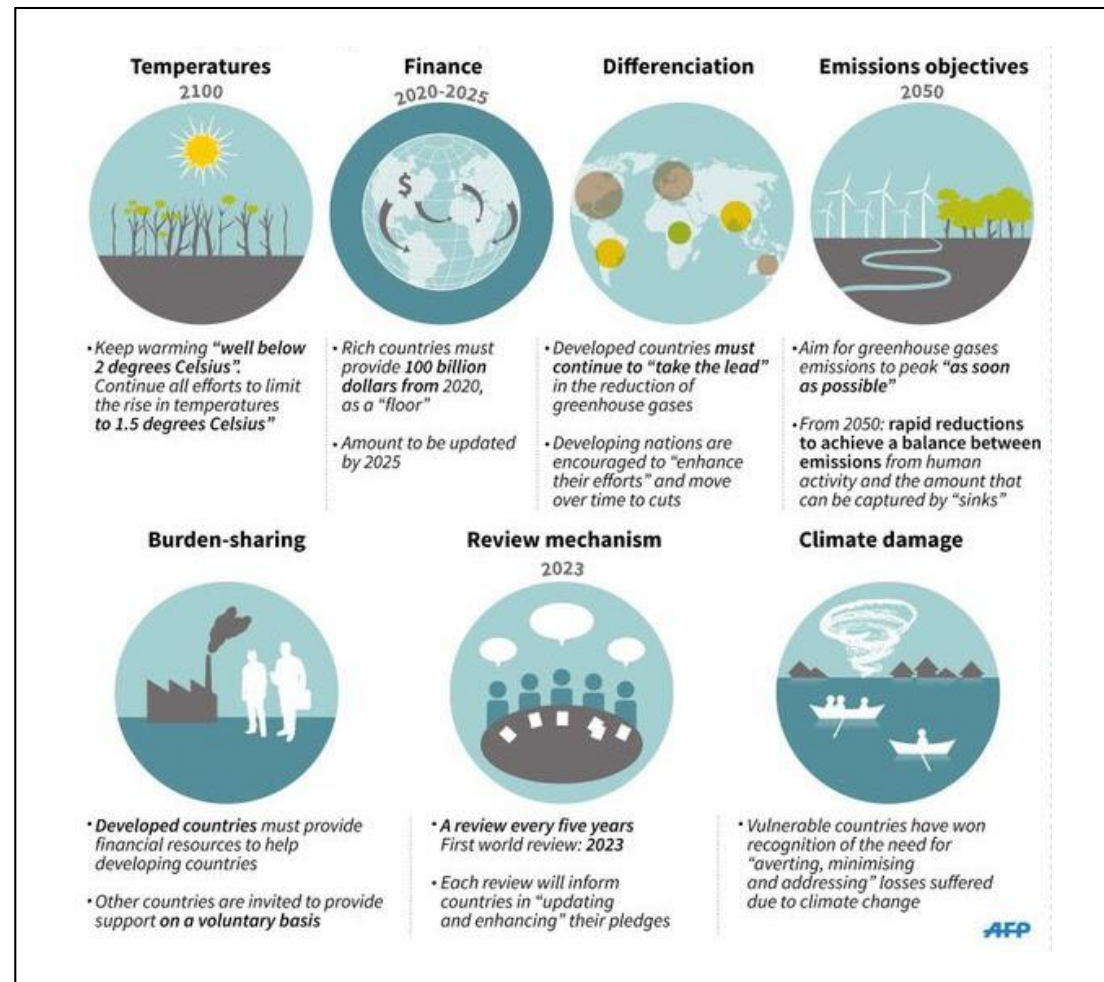 Temperatures
2100
Finance
2020-2025
Differenciation
Emissions objectives
2050
$
• Keep warming “well below
2 degrees Celsius”.
Continue all efforts to limit
the rise in temperatures
to 1.5 degrees Celsius”
• Rich countries must
provide 100 billion
dollars from 2020,
as a “floor”
• Amount to be updated
by 2025
• Developed countries must
continue to “take the lead”
in the reduction of
greenhouse gases
• Developing nations are
encouraged to “enhance
their efforts” and move
over time to cuts
• Aim for greenhouse gases
emissions to peak “as soon
as possible”
• From 2050: rapid reductions
to achieve a balance between
emissions from human
activity and the amount that
can be captured by “sinks”
Burden-sharing
Review mechanism
2023
Climate damage
• Developed countries must provide
financial resources to help
developing countries
• Other countries are invited to provide
support on a voluntary basis
• A review every five years
First world review: 2023
• Each review will inform
countries in “updating
and enhancing” their pledges
• Vulnerable countries have won
recognition of the need for
“averting, minimising
and addressing” losses suffered
due to climate change
AFP